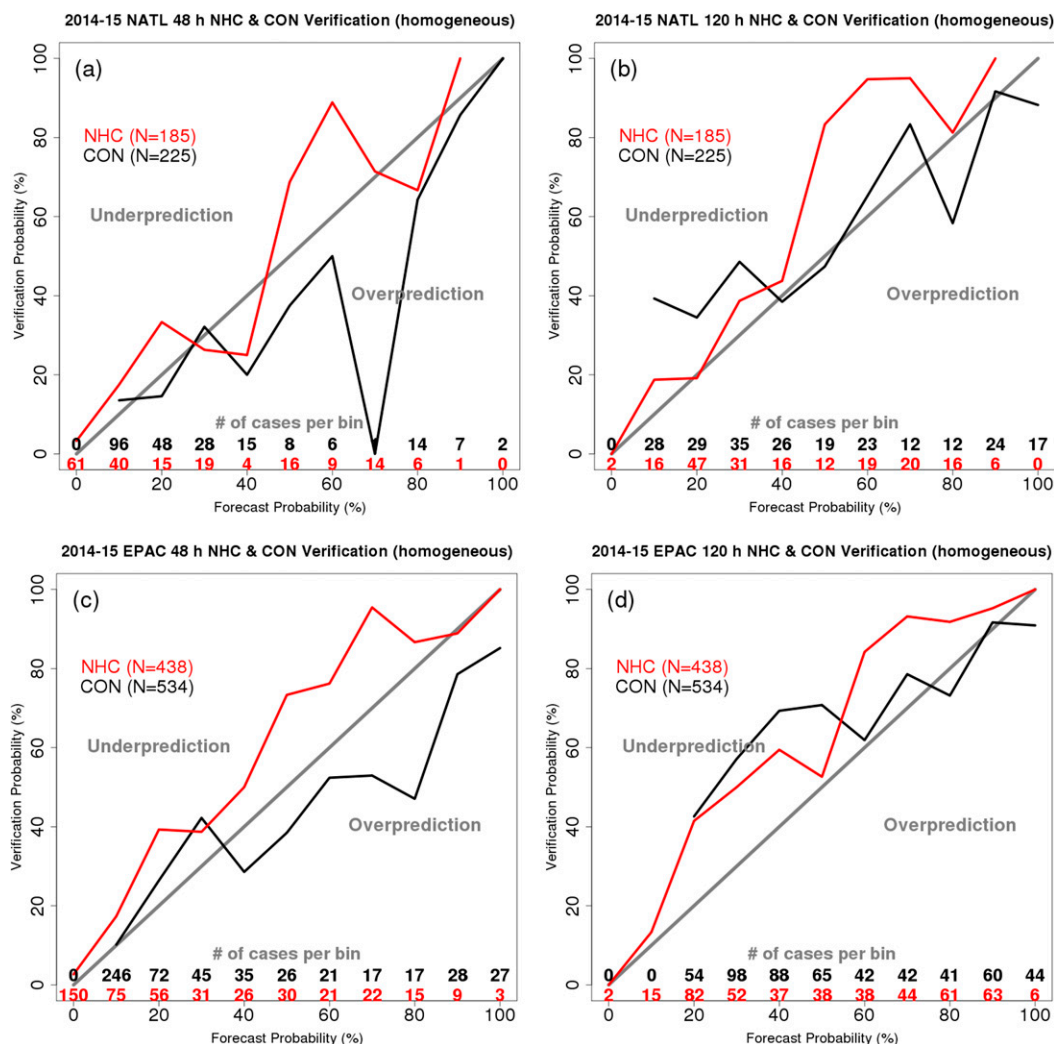 2014-15 NATL 48 h NHC & CON Verification (homogeneous)
(a)
NHC (N=185)
CON (N=225)
Underprediction
Overprediction
# of cases per bin
0 96 48 28 15 8 6 14 7 2
61 40 15 19 4 16 9 14 6 1 0
Verification Probability (%)
0 20 40 60 80 100
0 20 40 60 80 100
Forecast Probability (%)
2014-15 NATL 120 h NHC & CON Verification (homogeneous)
(b)
NHC (N=185)
CON (N=225)
Underprediction
Overprediction
# of cases per bin
0 28 29 35 26 19 23 12 12 24 17
2 16 47 31 16 12 19 20 16 6 0
Verification Probability (%)
0 20 40 60 80 100
0 20 40 60 80 100
Forecast Probability (%)
2014-15 EPAC 48 h NHC & CON Verification (homogeneous)
(c)
NHC (N=438)
CON (N=534)
Underprediction
Overprediction
# of cases per bin
0 246 72 45 35 26 21 17 17 28 27
150 75 56 31 26 30 21 22 15 9 3
Verification Probability (%)
0 20 40 60 80 100
0 20 40 60 80 100
Forecast Probability (%)
2014-15 EPAC 120 h NHC & CON Verification (homogeneous)
(d)
NHC (N=438)
CON (N=534)
Underprediction
Overprediction
# of cases per bin
0 0 54 98 88 65 42 42 41 60 44
2 15 82 52 37 38 38 44 61 63 6
Verification Probability (%)
0 20 40 60 80 100
0 20 40 60 80 100
Forecast Probability (%)